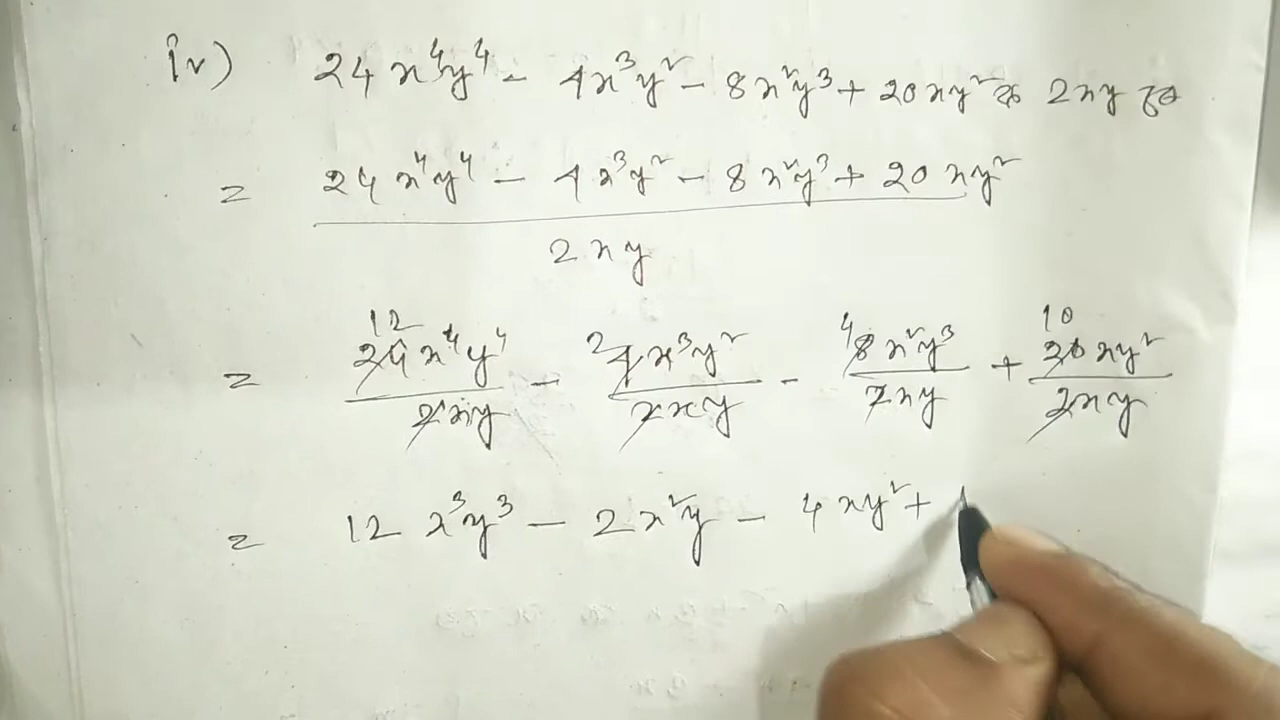 iv) 24x⁴y⁴ - 4x³y² - 8x²y³ + 20xy² ক 2xy ৰে
= 24x⁴y⁴ - 4x³y² - 8x²y³ + 20xy²
2xy
12 2 4 10
= 24x⁴y⁴ - 4x³y² - 8x²y³ + 20xy²
2xy 2xy 2xy 2xy
= 12x³y³ - 2x²y - 4xy² +